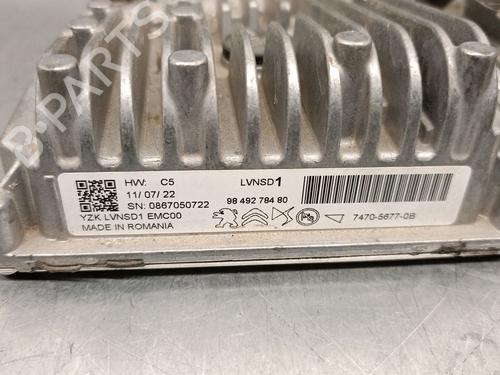 B-PARTS
HW: C5
11/07/22
SN: 0867050722
YZK LVNSD1 EMC00
MADE IN ROMANIA
LVNSD1
98 492 784 80
7470-5677-0B